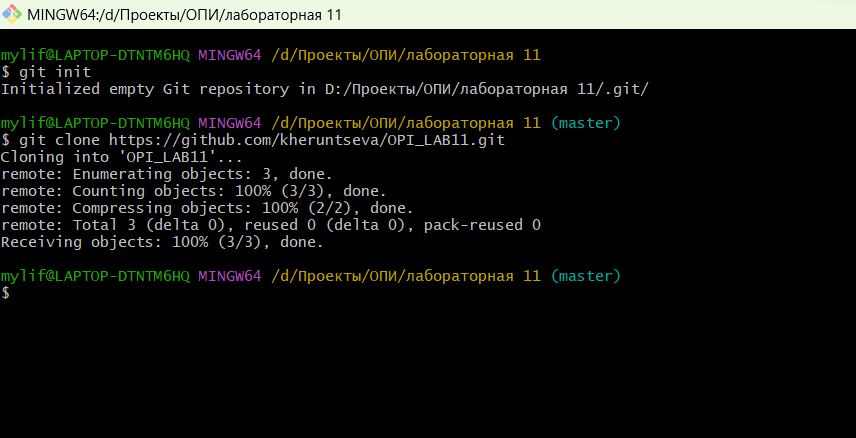 MINGW64:/d/Проекты/ОПИ/лабораторная 11
mylif@LAPTOP-DTNTM6HQ MINGW64 /d/Проекты/ОПИ/лабораторная 11
$ git init
Initialized empty Git repository in D:/Проекты/ОПИ/лабораторная 11/.git/
mylif@LAPTOP-DTNTM6HQ MINGW64 /d/Проекты/ОПИ/лабораторная 11 (master)
$ git clone https://github.com/kheruntseva/OPI_LAB11.git
Cloning into 'OPI_LAB11'...
remote: Enumerating objects: 3, done.
remote: Counting objects: 100% (3/3), done.
remote: Compressing objects: 100% (2/2), done.
remote: Total 3 (delta 0), reused 0 (delta 0), pack-reused 0
Receiving objects: 100% (3/3), done.
mylif@LAPTOP-DTNTM6HQ MINGW64 /d/Проекты/ОПИ/лабораторная 11 (master)
$